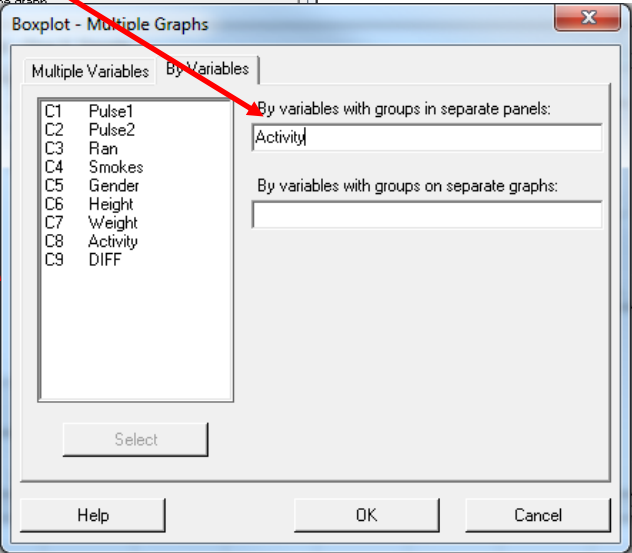 Boxplot - Multiple Graphs
x
Multiple Variables By Variables
C1 Pulse1
C2 Pulse2
C3 Ran
C4 Smokes
C5 Gender
C6 Height
C7 Weight
C8 Activity
C9 DIFF
By variables with groups in separate panels:
Activity
By variables with groups on separate graphs:
Select
Help OK Cancel